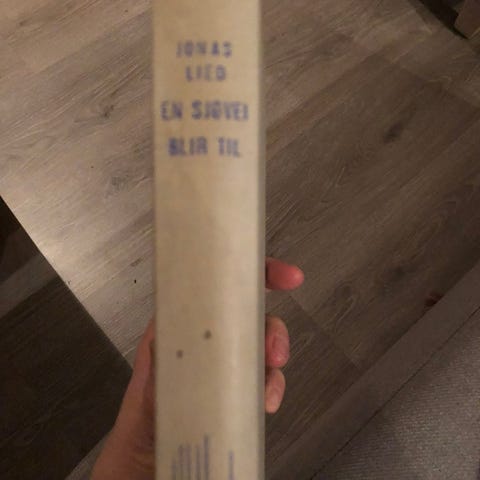 JONAS
LIED
EN SJØVEI
BLIR TIL